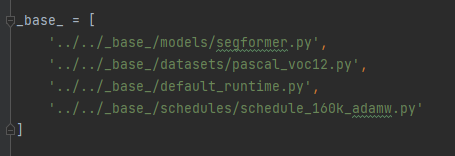 _base_ = [
    '../../_base_/models/segformer.py',
    '../../_base_/datasets/pascal_voc12.py',
    '../../_base_/default_runtime.py',
    '../../_base_/schedules/schedule_160k_adamw.py'
]